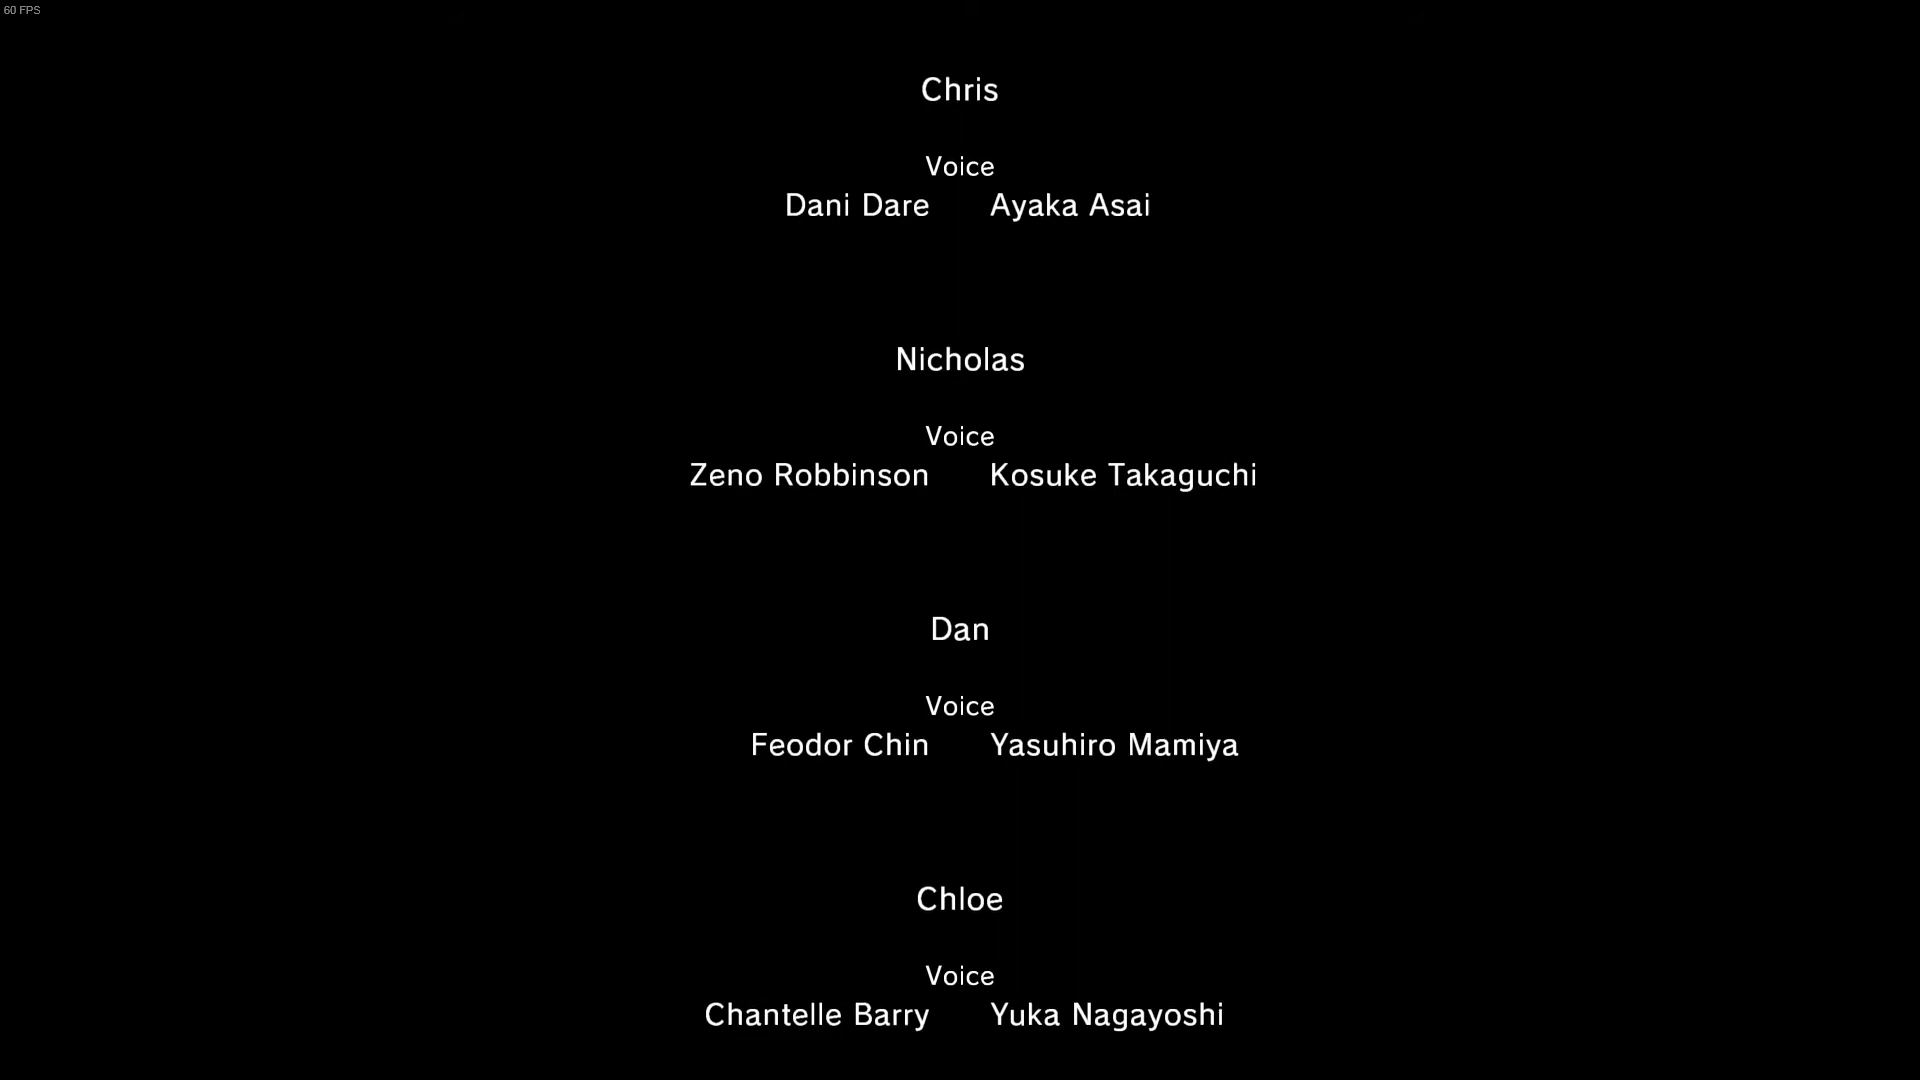 60 FPS
Chris
Voice
Dani Dare Ayaka Asai
Nicholas
Voice
Zeno Robbinson Kosuke Takaguchi
Dan
Voice
Feodor Chin Yasuhiro Mamiya
Chloe
Voice
Chantelle Barry Yuka Nagayoshi